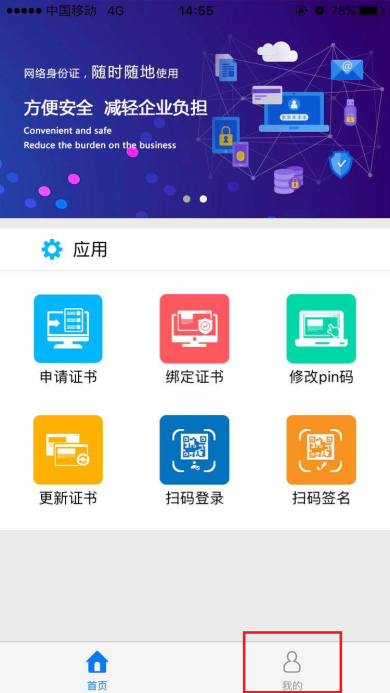 中国移动 4G 14:55 78%
网络身份证，随时随地使用
方便安全 减轻企业负担
Convenient and safe
Reduce the burden on the business
应用
申请证书 绑定证书 修改pin码
更新证书 扫码登录 扫码签名
首页 我的